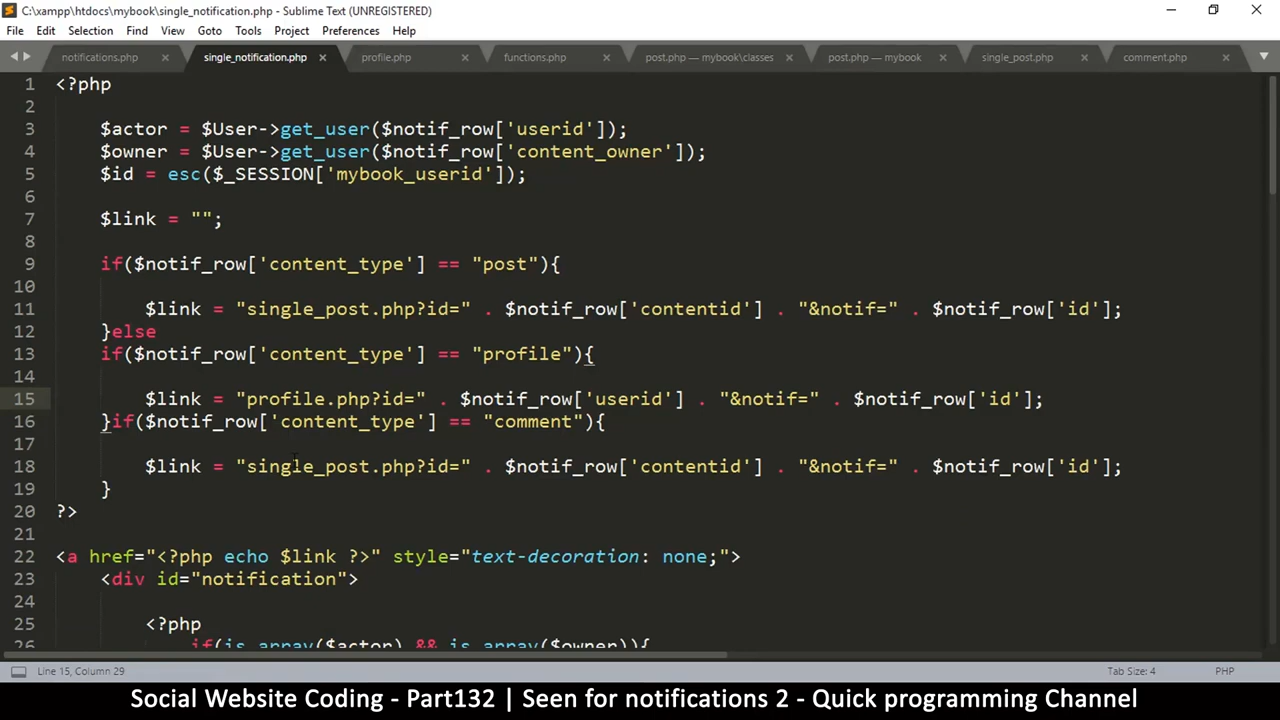 C:\xampp\htdocs\mybook\single_notification.php - Sublime Text (UNREGISTERED)
File Edit Selection Find View Goto Tools Project Preferences Help
notifications.php single_notification.php profile.php functions.php post.php — mybook\classes post.php — mybook single_post.php comment.php
1 <?php
2
3 $actor = $User->get_user($notif_row['userid']);
4 $owner = $User->get_user($notif_row['content_owner']);
5 $id = esc($_SESSION['mybook_userid']);
6
7 $link = "";
8
9 if($notif_row['content_type'] == "post"){
10
11 $link = "single_post.php?id=" . $notif_row['contentid'] . "&notif=" . $notif_row['id'];
12 }else
13 if($notif_row['content_type'] == "profile"){
14
15 $link = "profile.php?id=" . $notif_row['userid'] . "&notif=" . $notif_row['id'];
16 }if($notif_row['content_type'] == "comment"){
17
18 $link = "single_post.php?id=" . $notif_row['contentid'] . "&notif=" . $notif_row['id'];
19 }
20 ?>
21
22 <a href="<?php echo $link ?>" style="text-decoration: none;">
23 <div id="notification">
24
25 <?php
26 if(is_array($actor) && is_array($owner)){
Line 15, Column 29 Tab Size: 4 PHP
Social Website Coding - Part132 | Seen for notifications 2 - Quick programming Channel